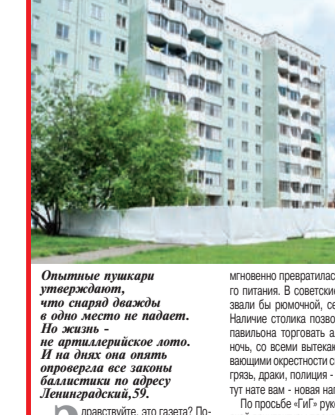 Опытные пушкари
утверждают,
что снаряд дважды
в одно место не падает.
Но жизнь -
не артиллерийское лото.
И на днях она опять
опровергла все законы
баллистики по адресу
Ленинградский,59.
дравствуйте, это газета? По-
мгновенно превратилас
го питания. В советские
звали бы рюмочной, се
Наличие столика позво
павильона торговать ал
ночь, со всеми вытекаю
вающими окрестности с
грязь, драки, полиция -
тут нате вам - новая нап
По просьбе «ГиГ» рук